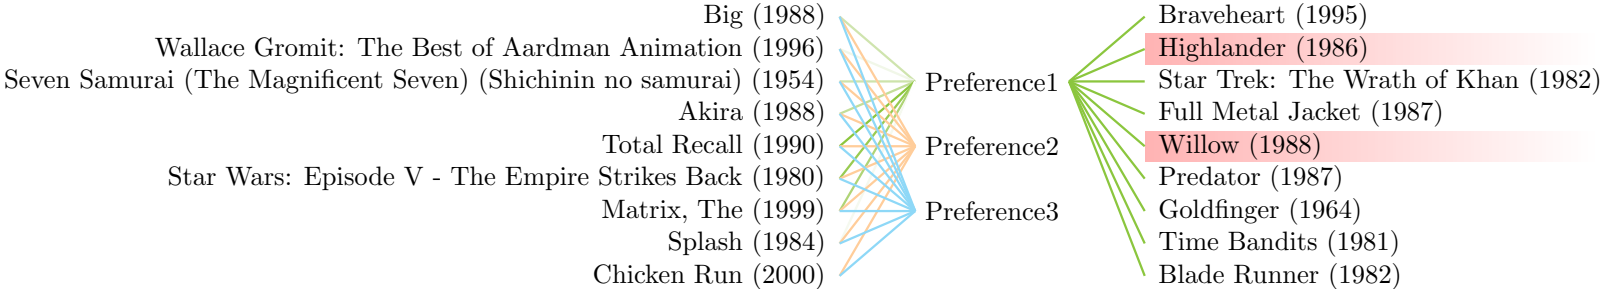 Big (1988)
Wallace Gromit: The Best of Aardman Animation (1996)
Seven Samurai (The Magnificent Seven) (Shichinin no samurai) (1954)
Akira (1988)
Total Recall (1990)
Star Wars: Episode V - The Empire Strikes Back (1980)
Matrix, The (1999)
Splash (1984)
Chicken Run (2000)
Preference1
Preference2
Preference3
Braveheart (1995)
Highlander (1986)
Star Trek: The Wrath of Khan (1982)
Full Metal Jacket (1987)
Willow (1988)
Predator (1987)
Goldfinger (1964)
Time Bandits (1981)
Blade Runner (1982)